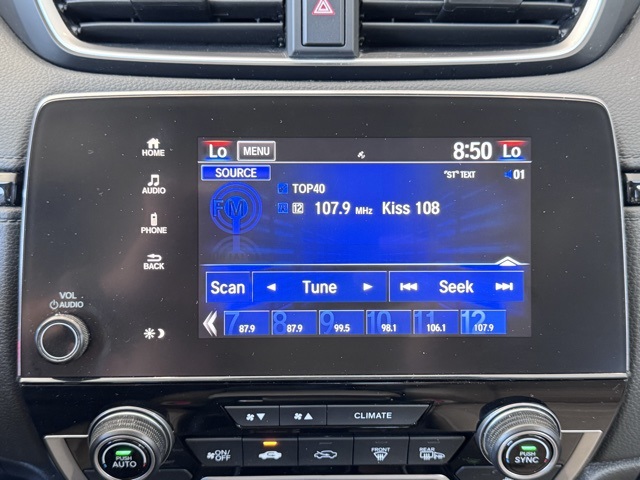 HOME
AUDIO
PHONE
BACK
VOL
AUDIO
Lo MENU 8:50 Lo
SOURCE "ST" TEXT 01
FM
TOP40
12 107.9 MHz Kiss 108
Scan Tune Seek
7 8 9 10 11 12
87.9 87.9 99.5 98.1 106.1 107.9
CLIMATE
PUSH AUTO
ON/OFF
FRONT
REAR
PUSH SYNC